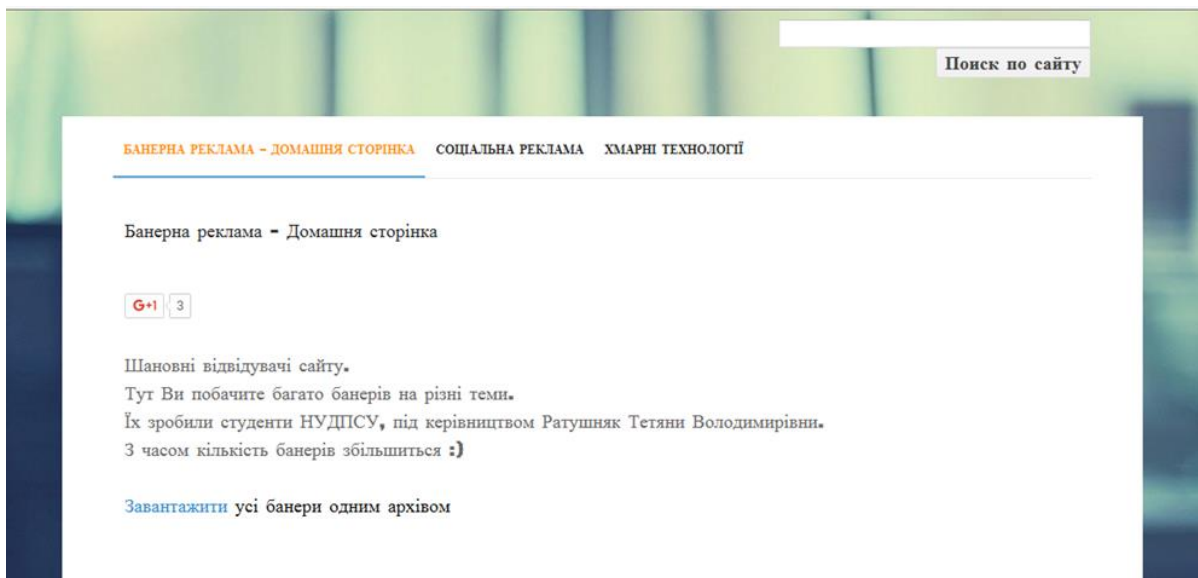 Поиск по сайту
БАНЕРНА РЕКЛАМА – ДОМАШНЯ СТОРІНКА СОЦІАЛЬНА РЕКЛАМА ХМАРНІ ТЕХНОЛОГІЇ
Банерна реклама - Домашня сторінка
G+1 3
Шановні відвідувачі сайту.
Тут Ви побачите багато банерів на різні теми.
Їх зробили студенти НУДПСУ, під керівництвом Ратушняк Тетяни Володимирівни.
З часом кількість банерів збільшиться :)
Завантажити усі банери одним архівом